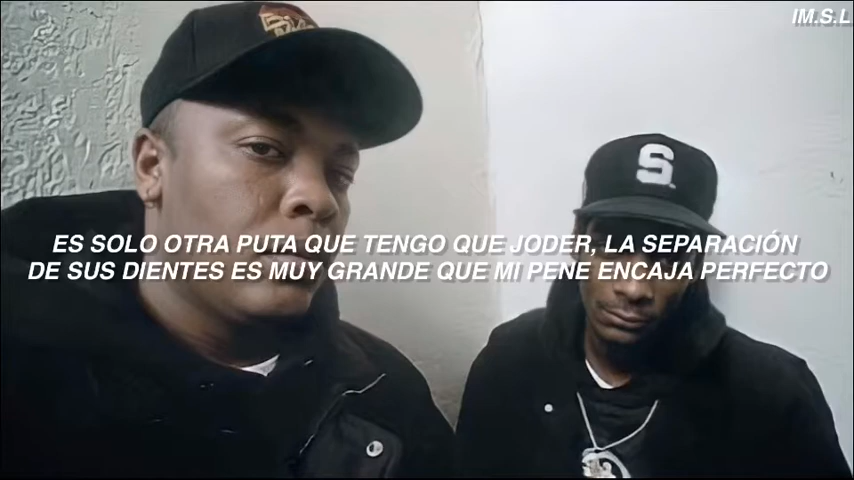 IM.S.L
ES SOLO OTRA PUTA QUE TENGO QUE JODER, LA SEPARACIÓN
DE SUS DIENTES ES MUY GRANDE QUE MI PENE ENCAJA PERFECTO
S